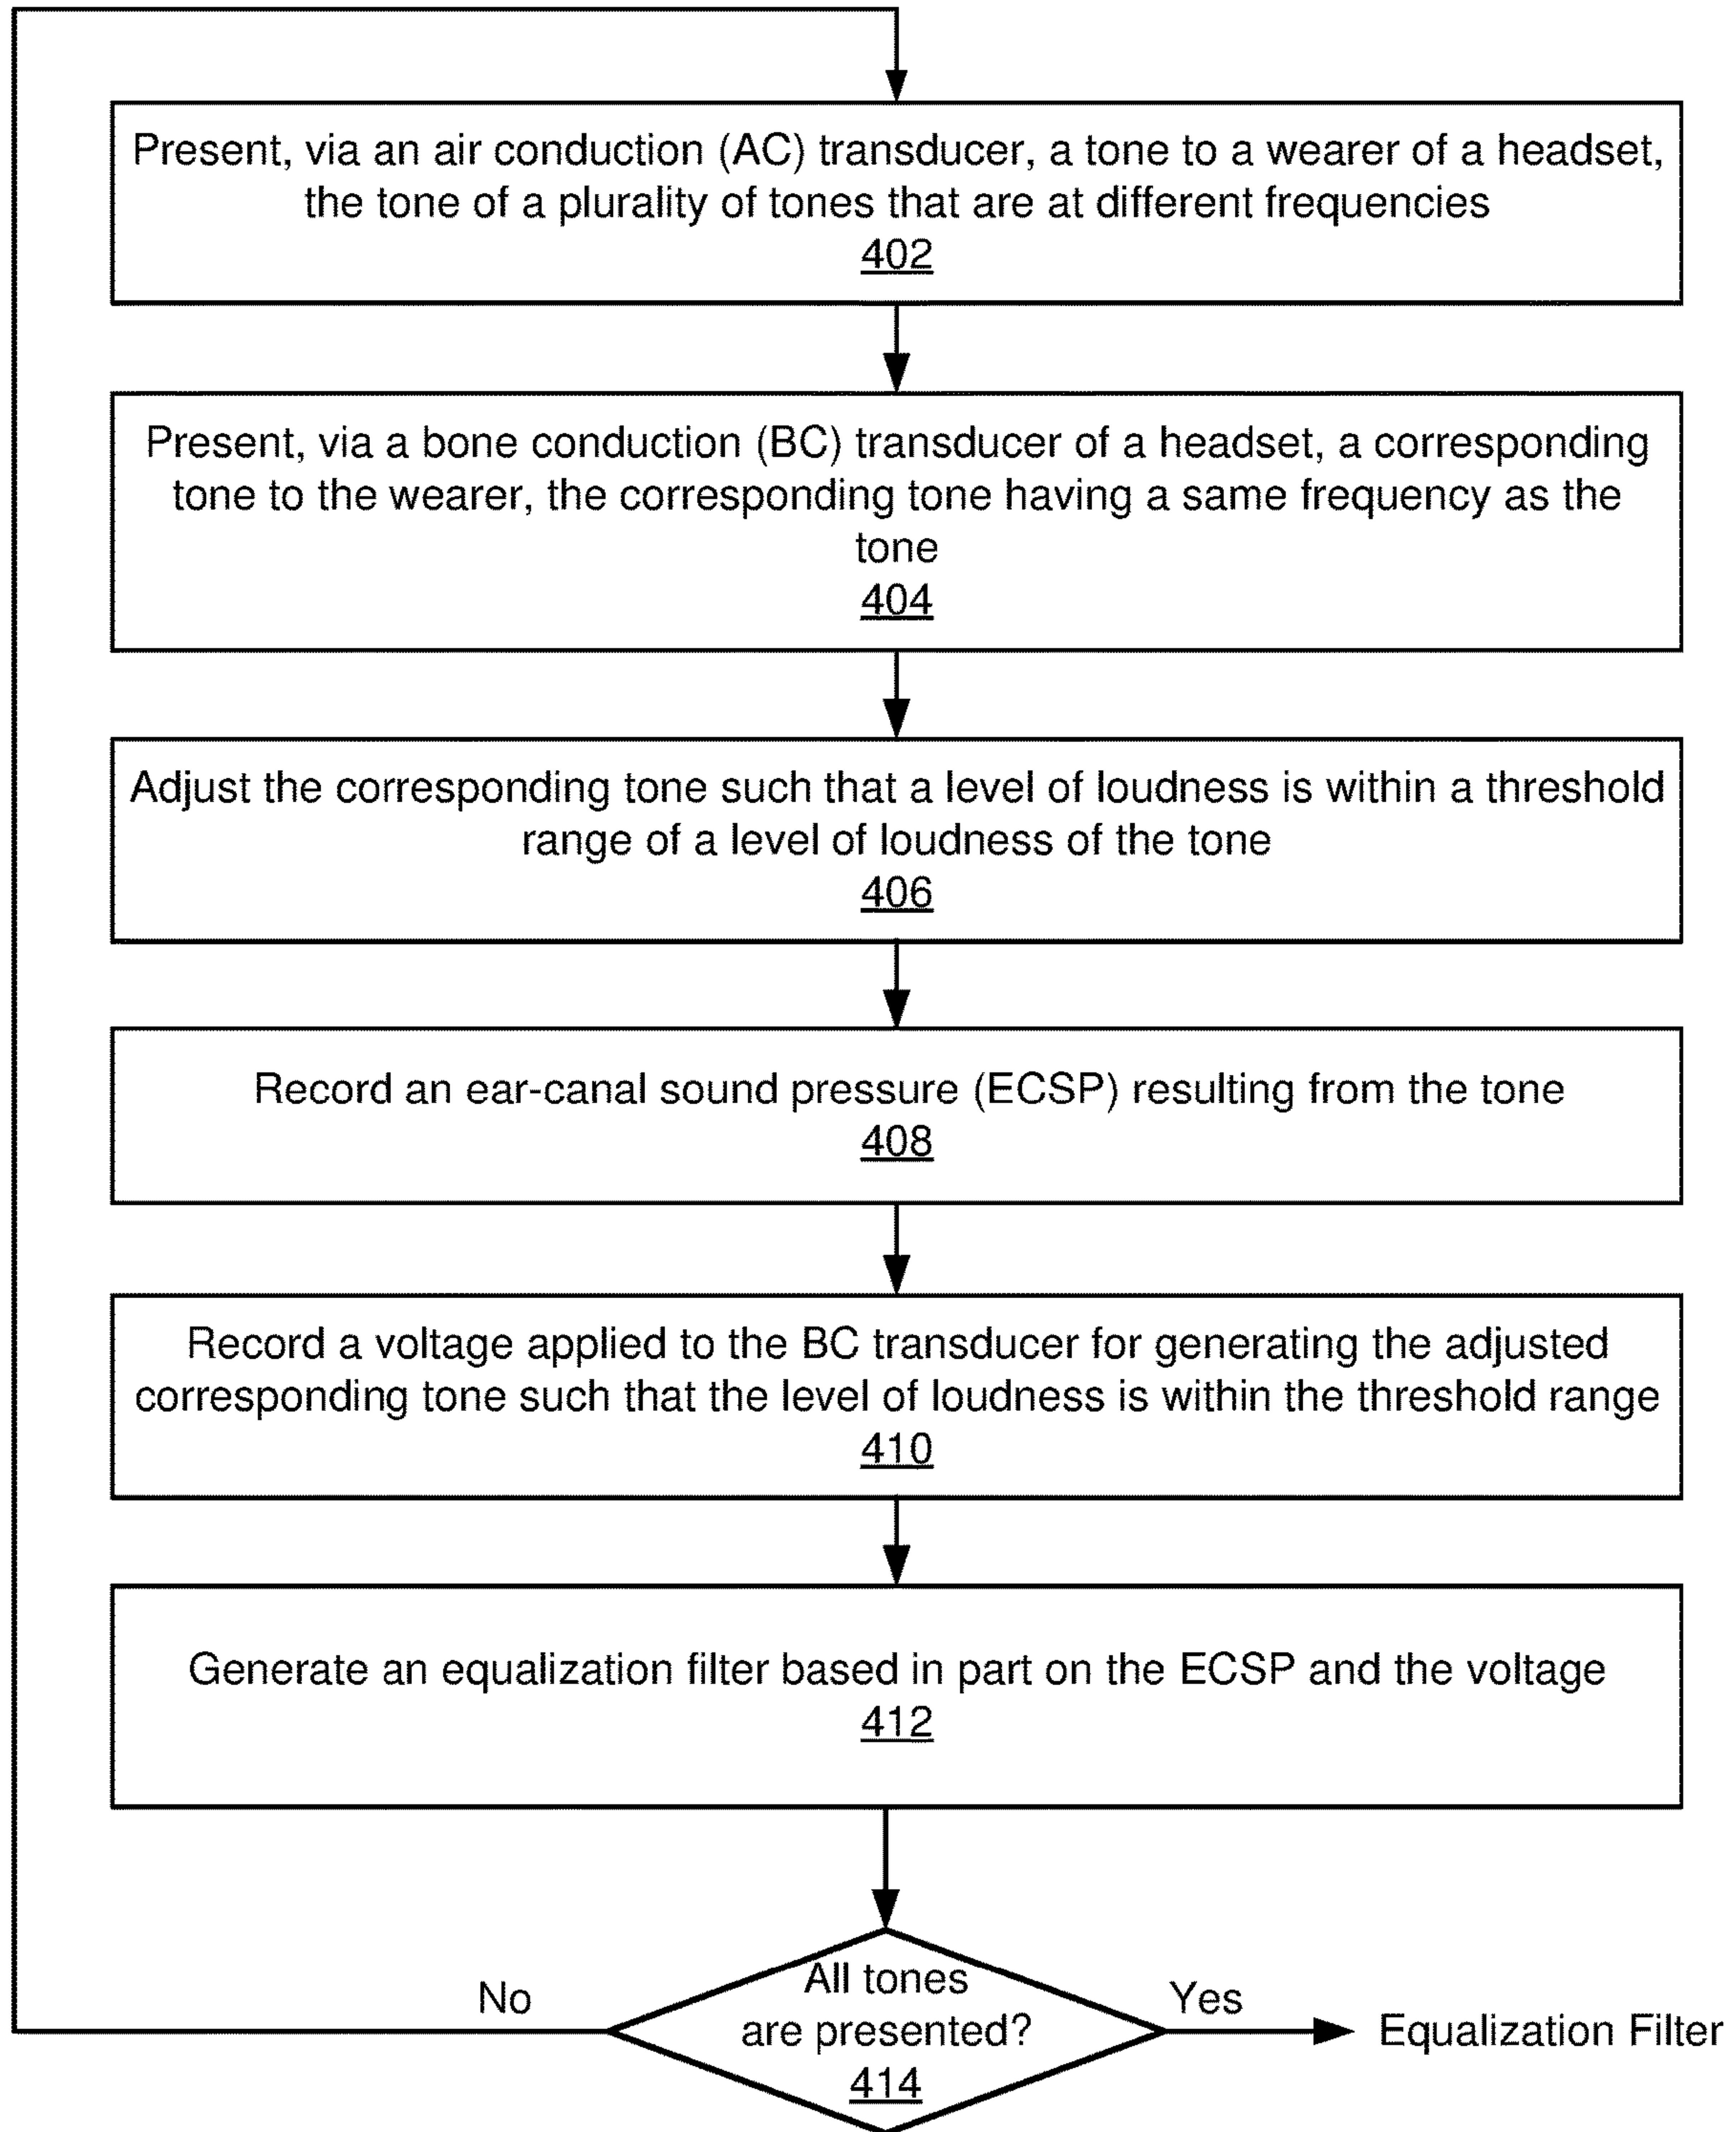 Present, via an air conduction (AC) transducer, a tone to a wearer of a headset,
the tone of a plurality of tones that are at different frequencies
402
Present, via a bone conduction (BC) transducer of a headset, a corresponding
tone to the wearer, the corresponding tone having a same frequency as the
tone
404
Adjust the corresponding tone such that a level of loudness is within a threshold
range of a level of loudness of the tone
406
Record an ear-canal sound pressure (ECSP) resulting from the tone
408
Record a voltage applied to the BC transducer for generating the adjusted
corresponding tone such that the level of loudness is within the threshold range
410
Generate an equalization filter based in part on the ECSP and the voltage
412
All tones
are presented?
414
No
Yes
Equalization Filter